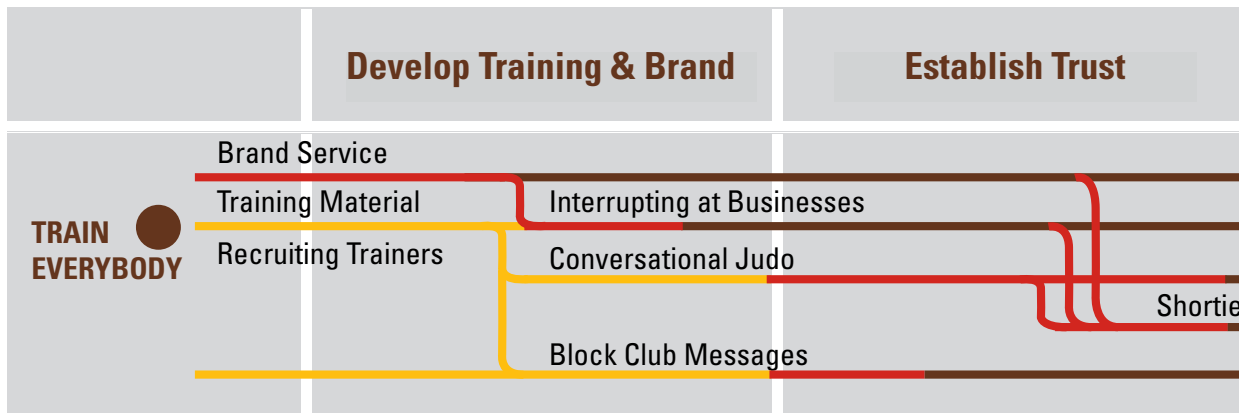 Develop Training & Brand
Establish Trust
Brand Service
Training Material
Interrupting at Businesses
TRAIN
EVERYBODY
Recruiting Trainers
Conversational Judo
Shortie
Block Club Messages